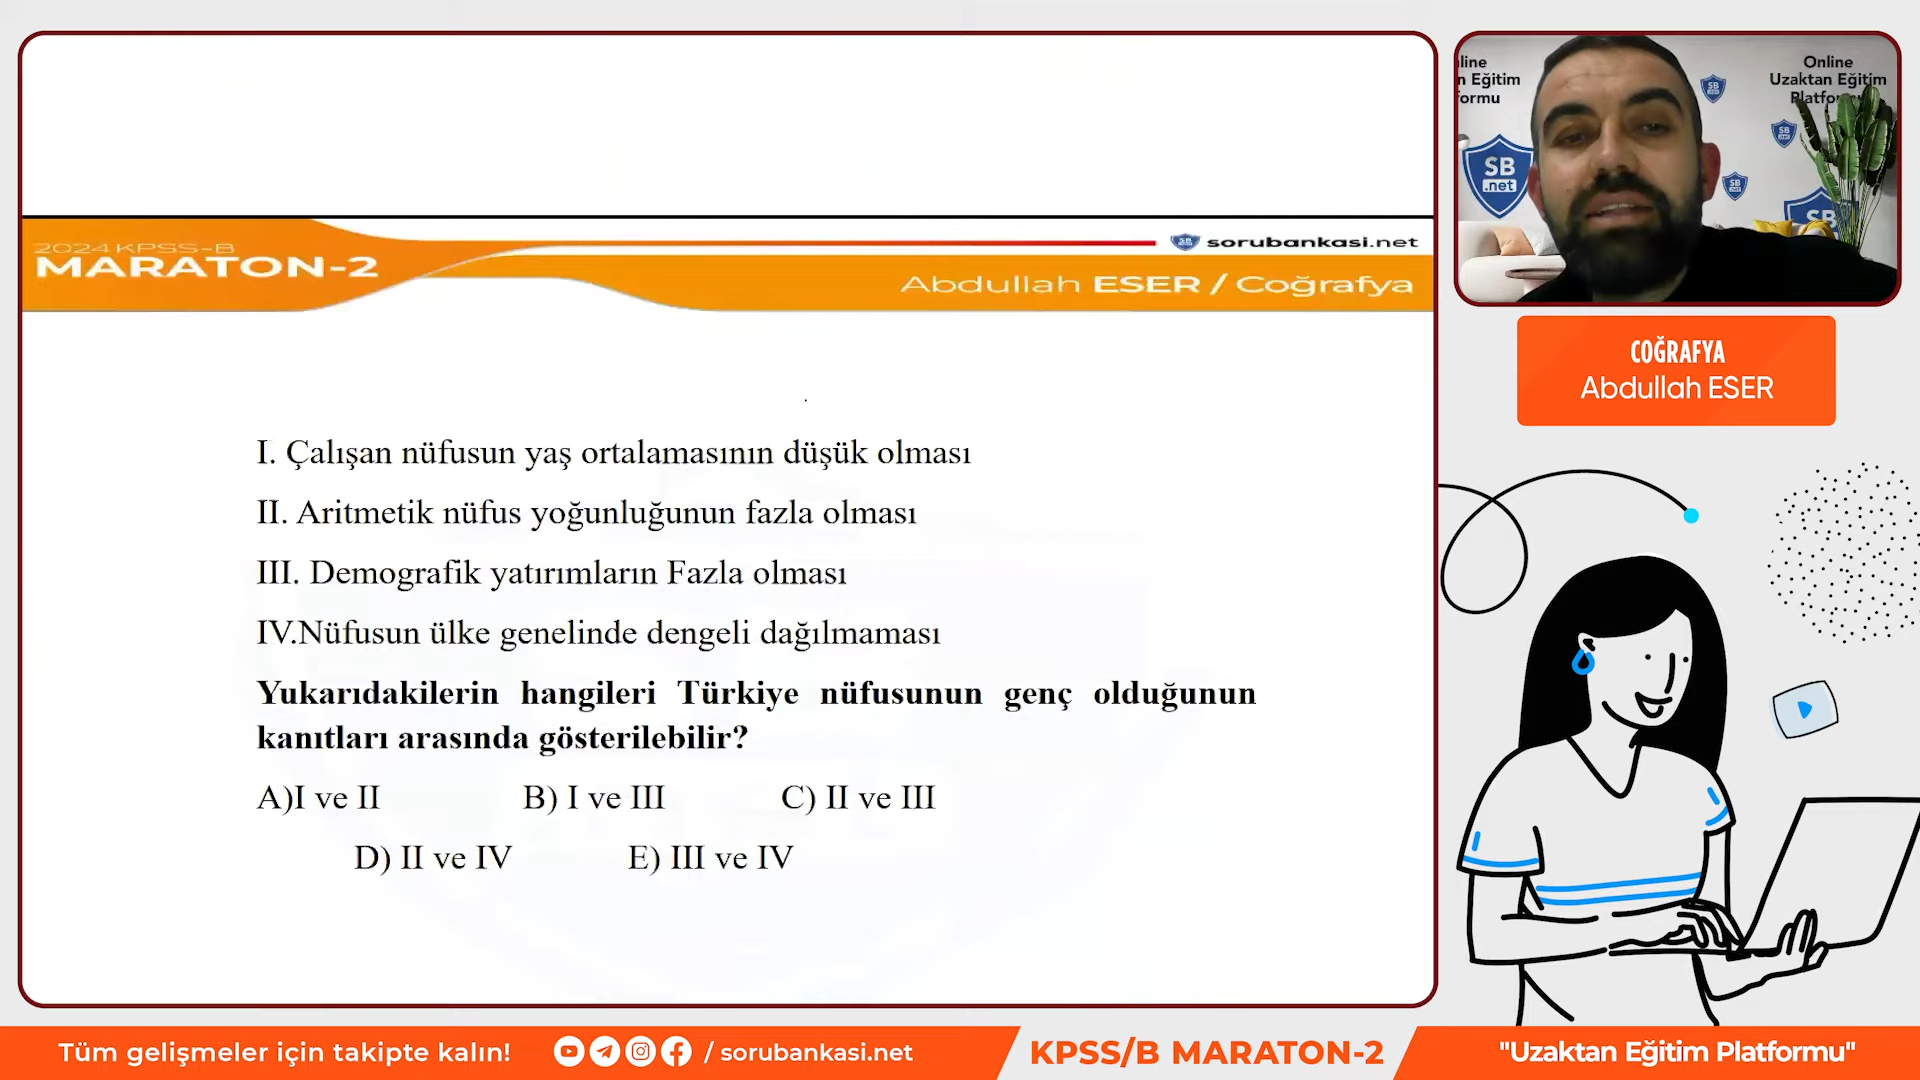 2024 KPSS-B
MARATON-2
sorubankasi.net
Abdullah ESER / Coğrafya
I. Çalışan nüfusun yaş ortalamasının düşük olması
II. Aritmetik nüfus yoğunluğunun fazla olması
III. Demografik yatırımların Fazla olması
IV.Nüfusun ülke genelinde dengeli dağılmaması
Yukarıdakilerin hangileri Türkiye nüfusunun genç olduğunun
kanıtları arasında gösterilebilir?
A)I ve II B) I ve III C) II ve III
D) II ve IV E) III ve IV
Online
Uzaktan Eğitim
SB
.net
COĞRAFYA
Abdullah ESER
Tüm gelişmeler için takipte kalın! / sorubankasi.net
KPSS/B MARATON-2
"Uzaktan Eğitim Platformu"